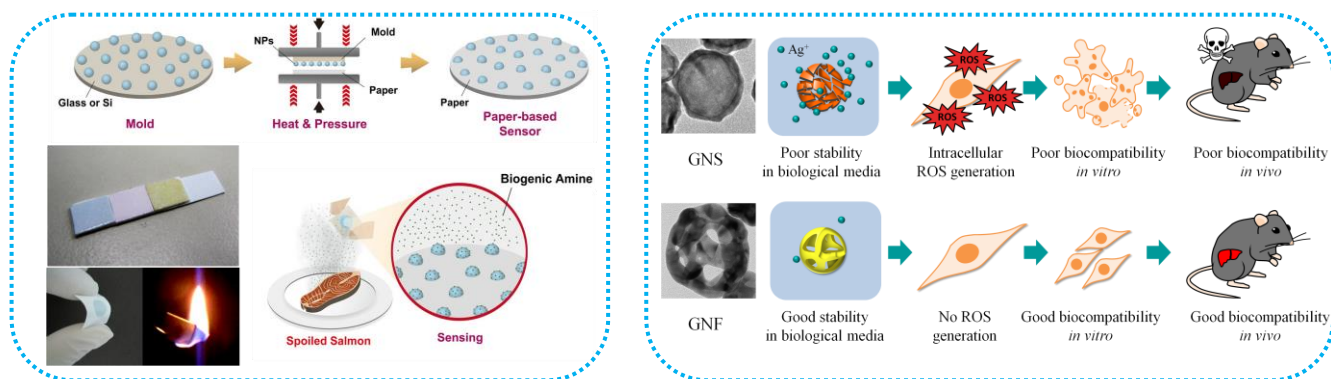 NPs
Mold
Glass or Si
Paper
Paper
Mold
Heat & Pressure
Paper-based
Sensor
Biogenic Amine
Spoiled Salmon
Sensing
Ag⁺
ROS
ROS
ROS
GNS
Poor stability
in biological media
Intracellular
ROS generation
Poor biocompatibility
in vitro
Poor biocompatibility
in vivo
GNF
Good stability
in biological media
No ROS
generation
Good biocompatibility
in vitro
Good biocompatibility
in vivo